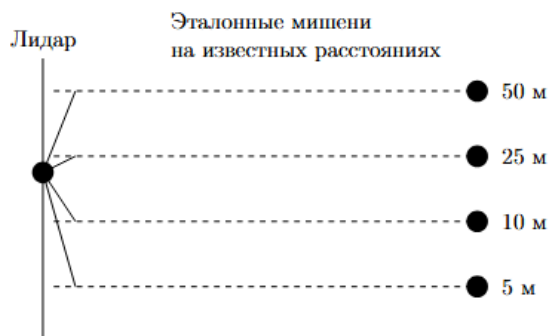 Лидар
Эталонные мишени
на известных расстояниях
50 м
25 м
10 м
5 м